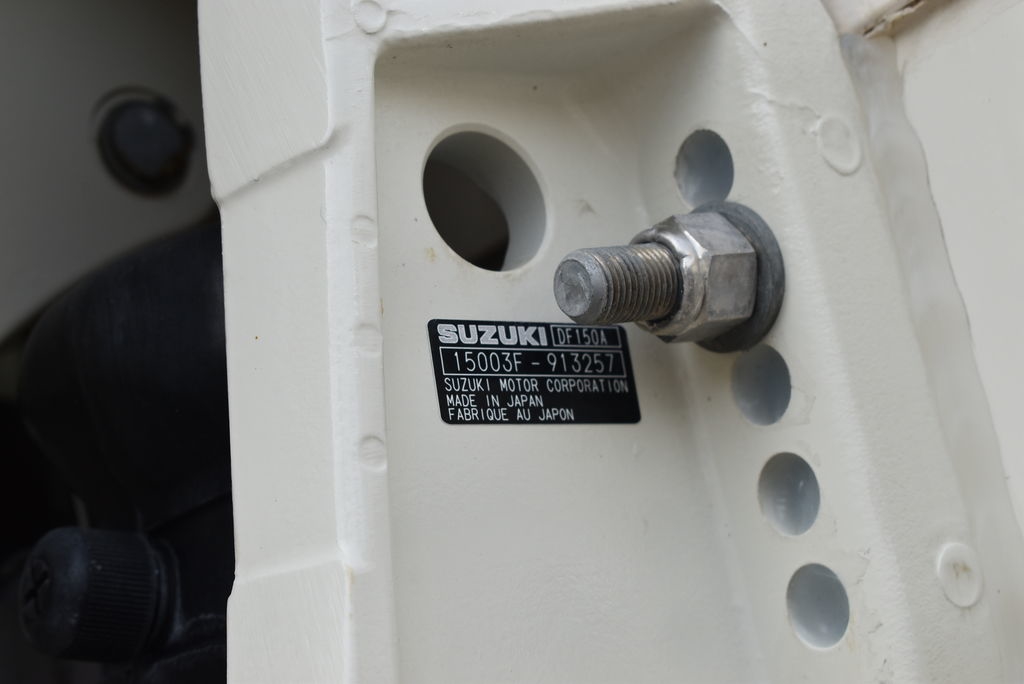 SUZUKI DF150A
15003F-913257
SUZUKI MOTOR CORPORATION
MADE IN JAPAN
FABRIQUE AU JAPON